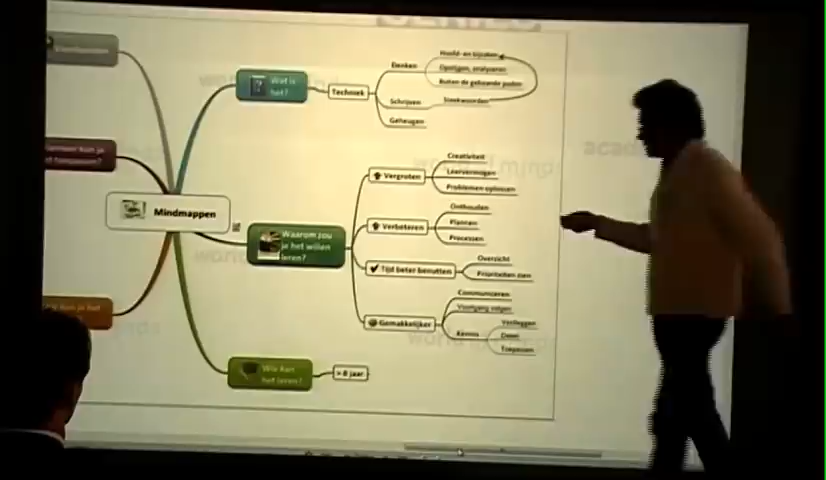 Wat is
het?
Techniek
Denken
Hoofd- en bijzaken
Opstijgen, analyseren
Buiten de gebaande paden
Schrijven
Steekwoorden
Geheugen
Mindmappen
Waarom zou
je het willen
leren?
Vergroten
Creativiteit
Leervermogen
Problemen oplossen
Verbeteren
Onthouden
Plannen
Processen
Tijd beter benutten
Overzicht
Prioriteiten zien
Gemakkelijker
Communiceren
Voortgang volgen
Kennis
Vastleggen
Delen
Toepassen
Wie kan
het leren?
> 8 jaar